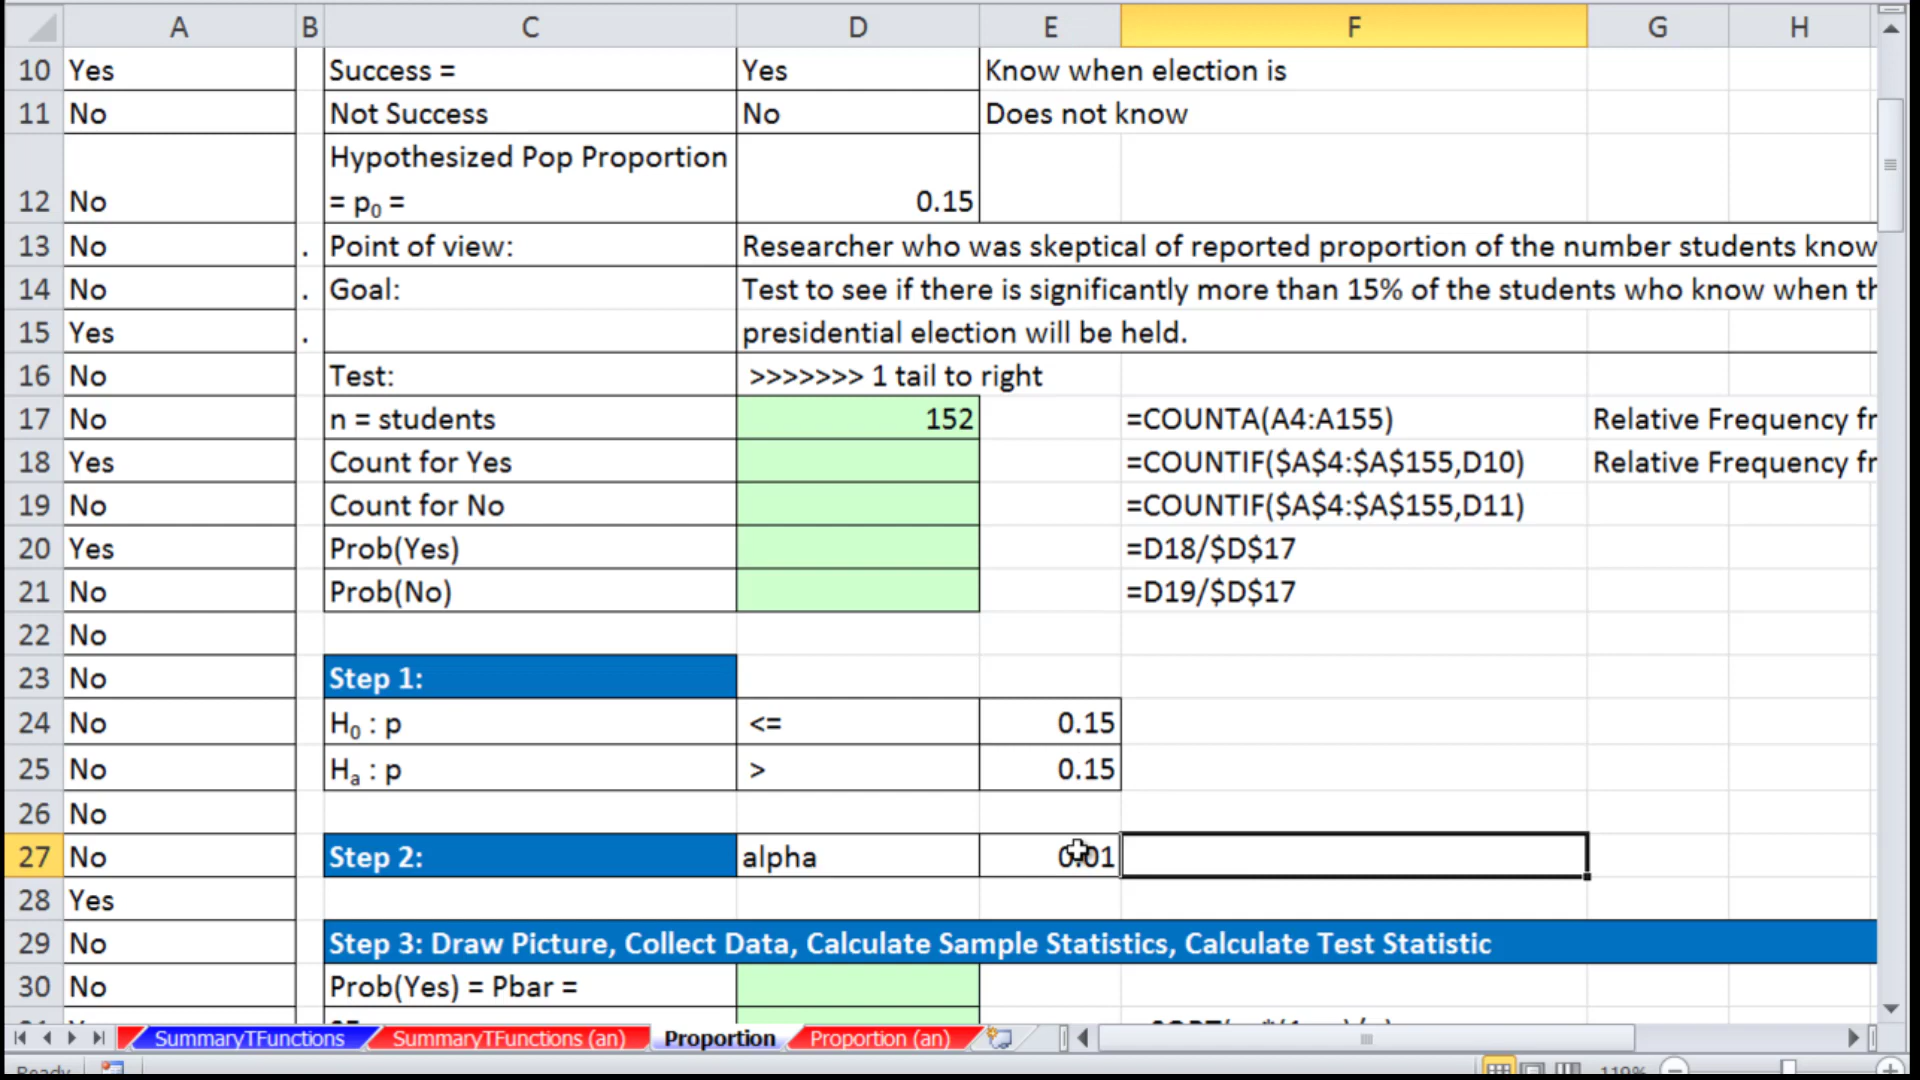 A B C D E F G H
10 Yes Success = Yes Know when election is
11 No Not Success No Does not know
Hypothesized Pop Proportion
12 No = p₀ = 0.15
13 No . Point of view: Researcher who was skeptical of reported proportion of the number students know
14 No . Goal: Test to see if there is significantly more than 15% of the students who know when
15 Yes . presidential election will be held.
16 No Test: >>>>>>> 1 tail to right
17 No n = students 152 =COUNTA(A4:A155) Relative Frequency
18 Yes Count for Yes =COUNTIF($A$4:$A$155,D10) Relative Frequency
19 No Count for No =COUNTIF($A$4:$A$155,D11)
20 Yes Prob(Yes) =D18/$D$17
21 No Prob(No) =D19/$D$17
22 No
23 No Step 1:
24 No H₀ : p <= 0.15
25 No Hₐ : p > 0.15
26 No
27 No Step 2: alpha 0.01
28 Yes
29 No Step 3: Draw Picture, Collect Data, Calculate Sample Statistics, Calculate Test Statistic
30 No Prob(Yes) = Pbar =
SummaryTFunctions SummaryTFunctions (an) Proportion Proportion (an)